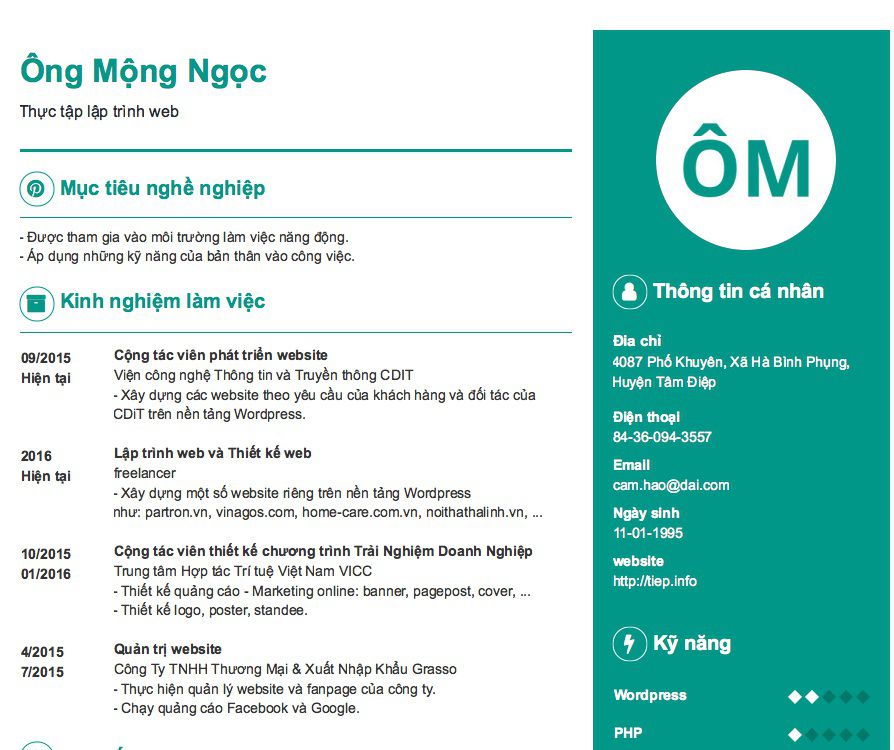 Ông Mộng Ngọc
Thực tập lập trình web
Mục tiêu nghề nghiệp
- Được tham gia vào môi trường làm việc năng động.
- Áp dụng những kỹ năng của bản thân vào công việc.
Kinh nghiệm làm việc
09/2015
Hiện tại
Cộng tác viên phát triển website
Viện công nghệ Thông tin và Truyền thông CDIT
- Xây dựng các website theo yêu cầu của khách hàng và đối tác của
CDiT trên nền tảng Wordpress.
2016
Hiện tại
Lập trình web và Thiết kế web
freelancer
- Xây dựng một số website riêng trên nền tảng Wordpress
như: partron.vn, vinagos.com, home-care.com.vn, noithathalinh.vn, ...
10/2015
01/2016
Cộng tác viên thiết kế chương trình Trải Nghiệm Doanh Nghiệp
Trung tâm Hợp tác Trí tuệ Việt Nam VICC
- Thiết kế quảng cáo - Marketing online: banner, pagepost, cover, ...
- Thiết kế logo, poster, standee.
4/2015
7/2015
Quản trị website
Công Ty TNHH Thương Mại & Xuất Nhập Khẩu Grasso
- Thực hiện quản lý website và fanpage của công ty.
- Chạy quảng cáo Facebook và Google.
ÔM
Thông tin cá nhân
Đia chỉ
4087 Phố Khuyên, Xã Hà Bình Phụng,
Huyện Tâm Điệp
Điện thoại
84-36-094-3557
Email
cam.hao@dai.com
Ngày sinh
11-01-1995
website
http://tiep.info
Kỹ năng
Wordpress
PHP